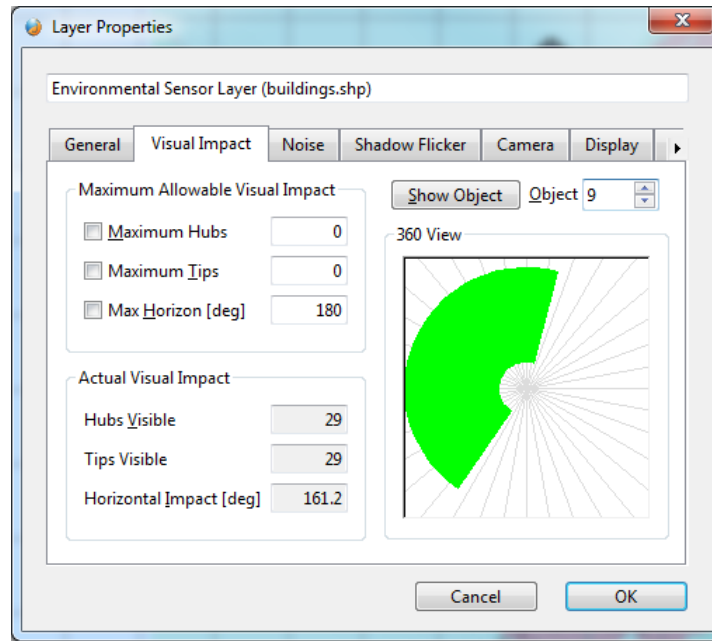 Layer Properties
Environmental Sensor Layer (buildings.shp)
General Visual Impact Noise Shadow Flicker Camera Display
Maximum Allowable Visual Impact
Maximum Hubs 0
Maximum Tips 0
Max Horizon [deg] 180
Actual Visual Impact
Hubs Visible 29
Tips Visible 29
Horizontal Impact [deg] 161.2
Show Object Object 9
360 View
Cancel OK